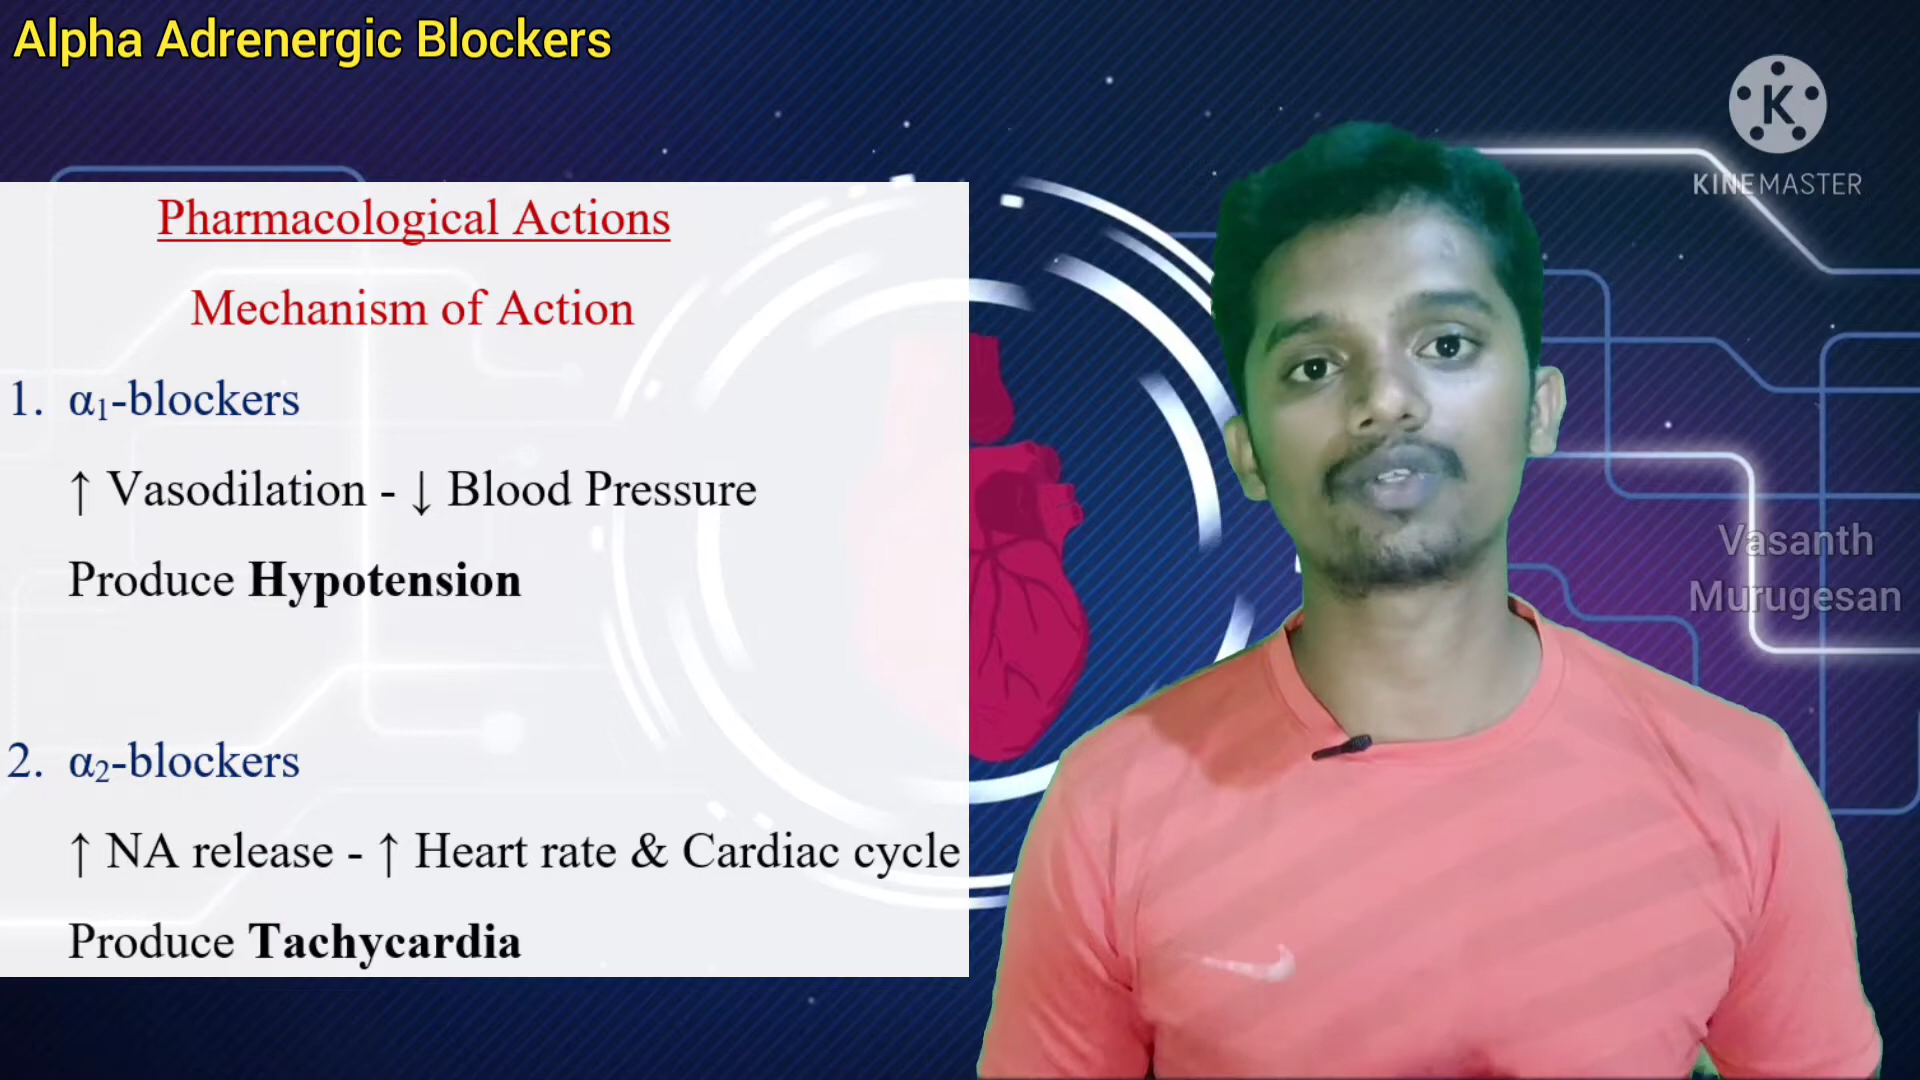 Alpha Adrenergic Blockers
K
KINEMASTER
Pharmacological Actions
Mechanism of Action
1. α₁-blockers
↑ Vasodilation - ↓ Blood Pressure
Produce Hypotension
Vasanth
Murugesan
2. α₂-blockers
↑ NA release - ↑ Heart rate & Cardiac cycle
Produce Tachycardia